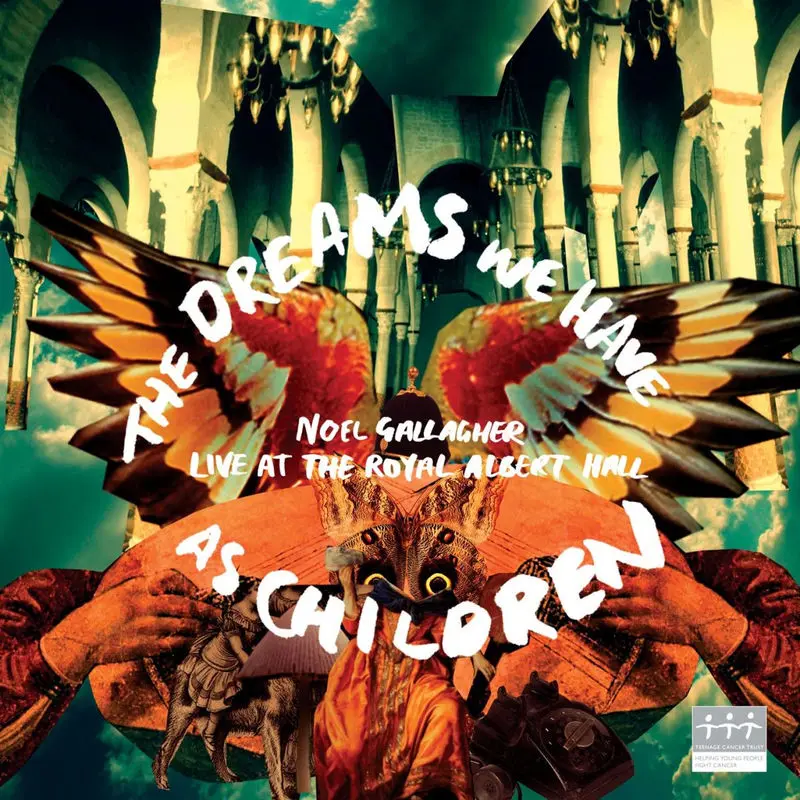 THE DREAMS WE HAVE
NOEL GALLAGHER
LIVE AT THE ROYAL ALBERT HALL
AS CHILDREN
TEENAGE CANCER TRUST
HELPING YOUNG PEOPLE
FIGHT CANCER